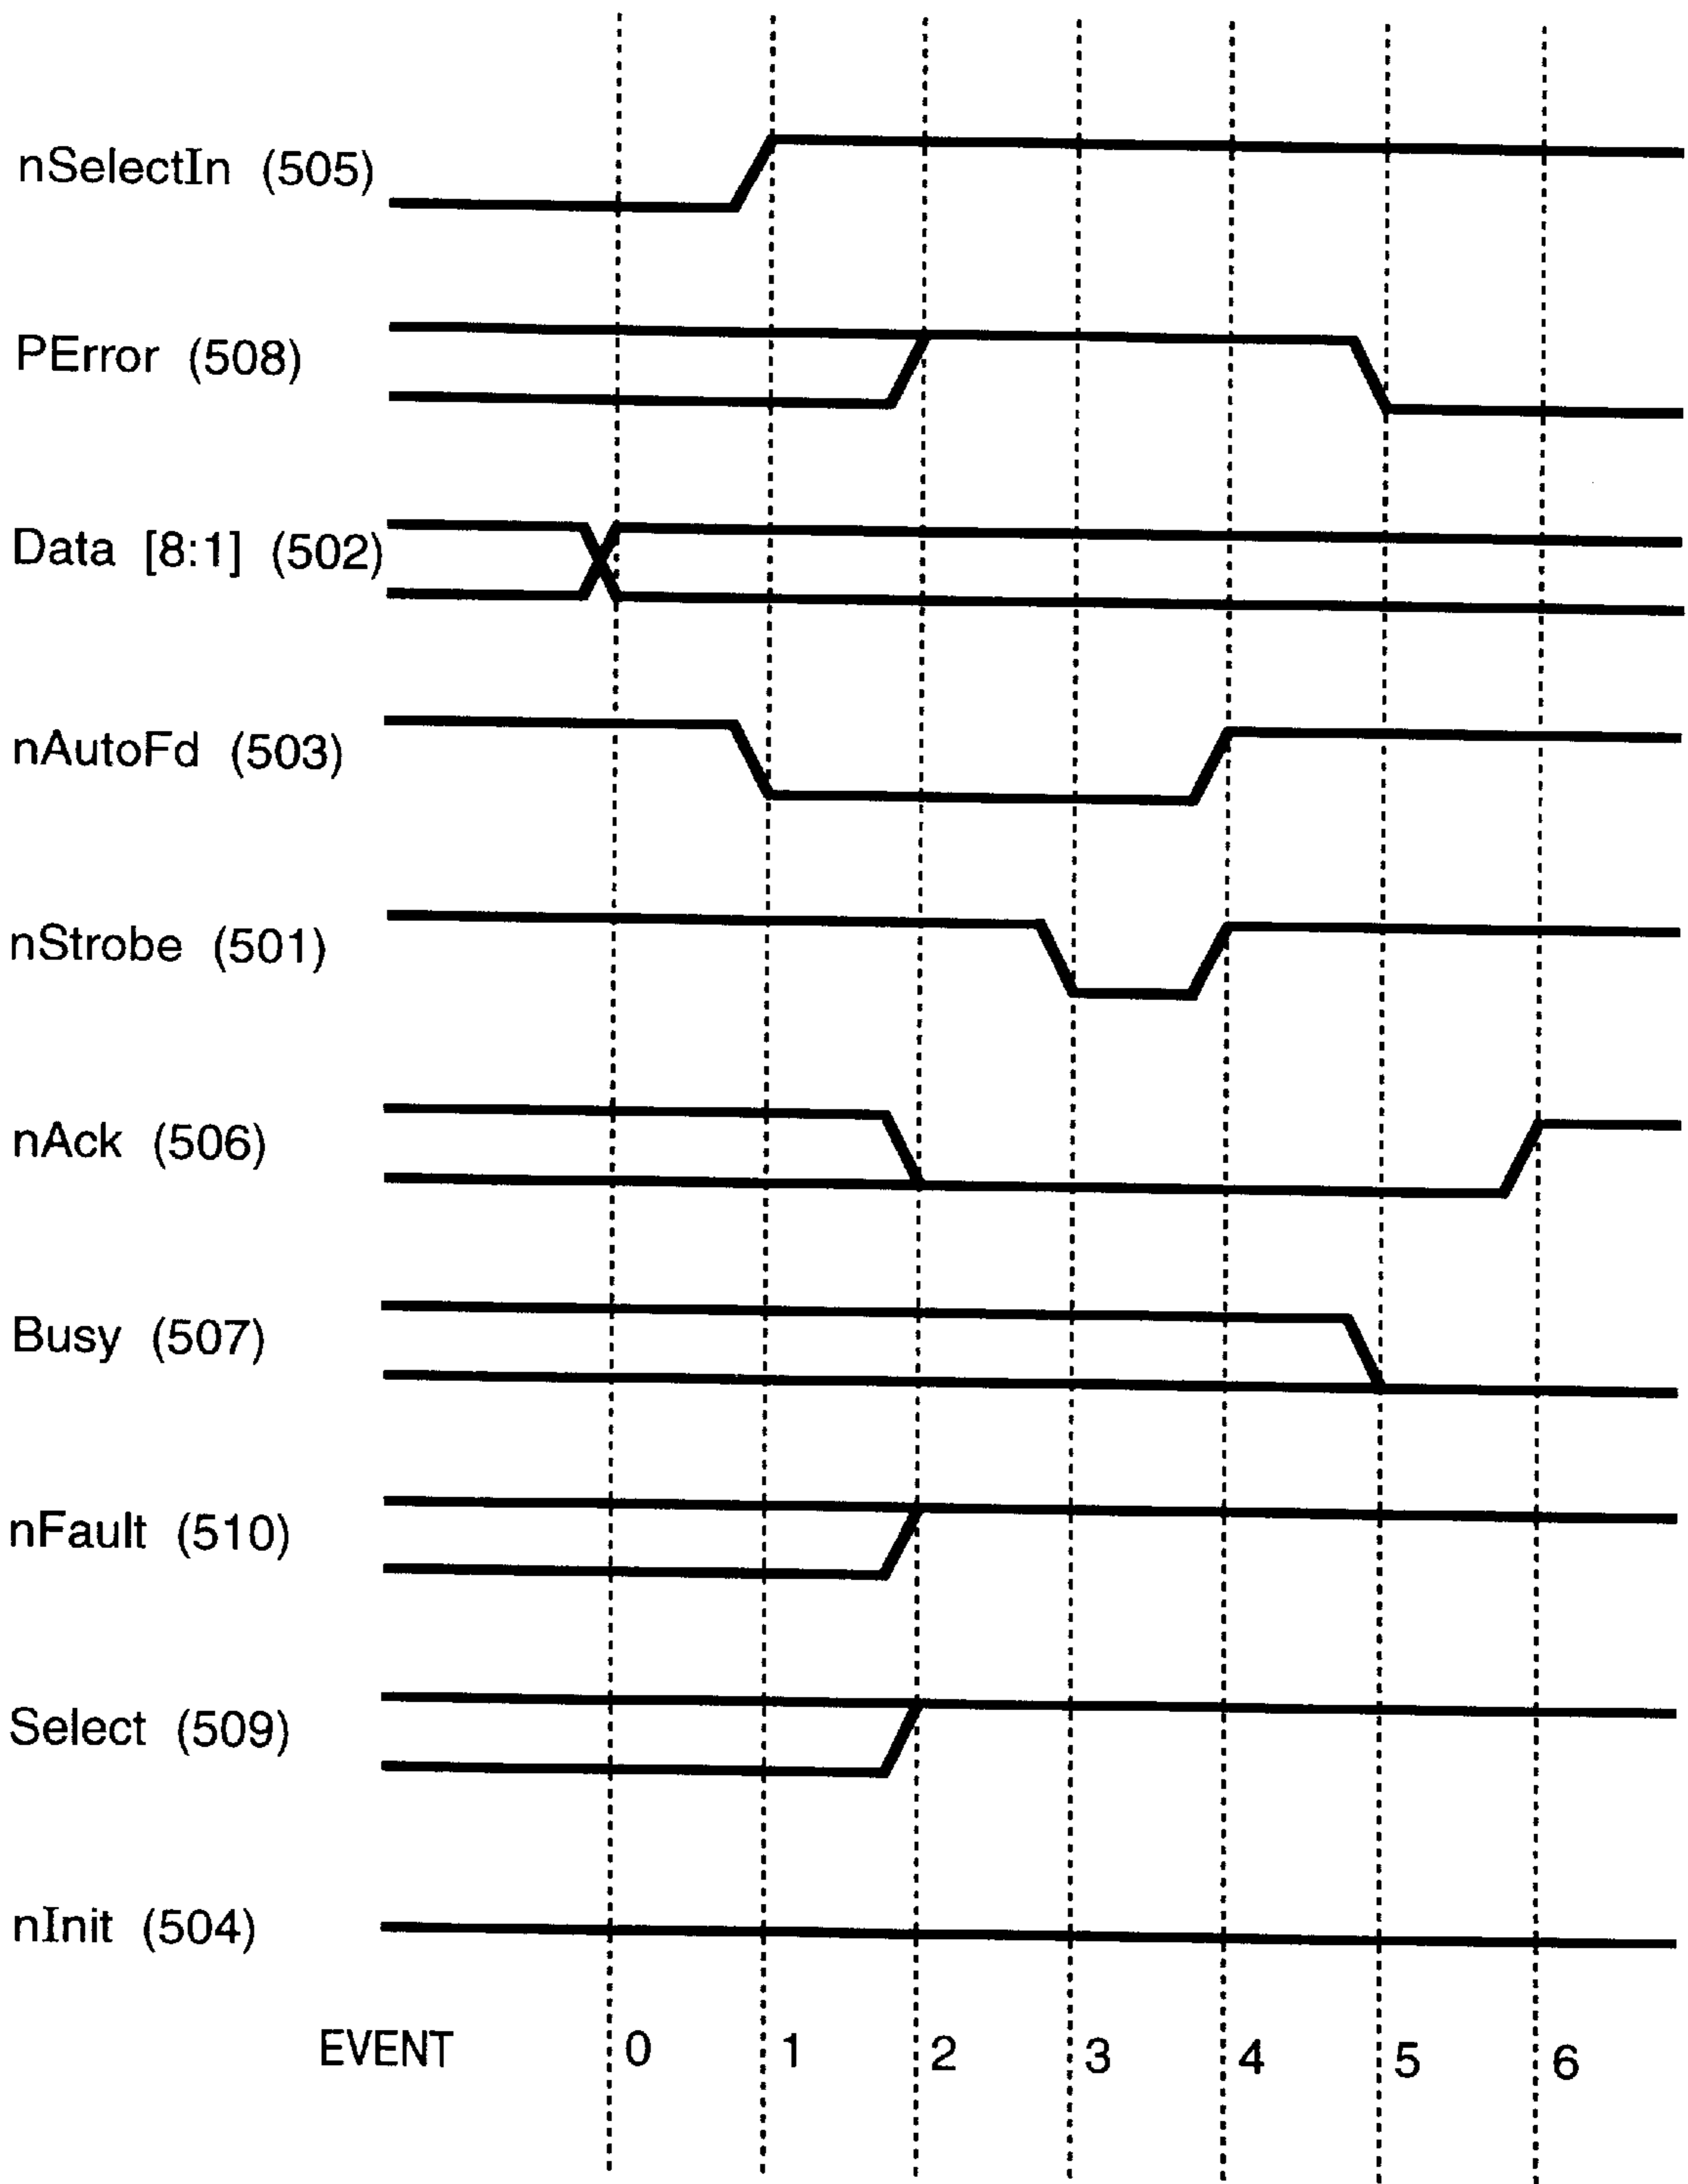 nSelectIn (505)
PError (508)
Data [8:1] (502)
nAutoFd (503)
nStrobe (501)
nAck (506)
Busy (507)
nFault (510)
Select (509)
nInit (504)
EVENT 0 1 2 3 4 5 6